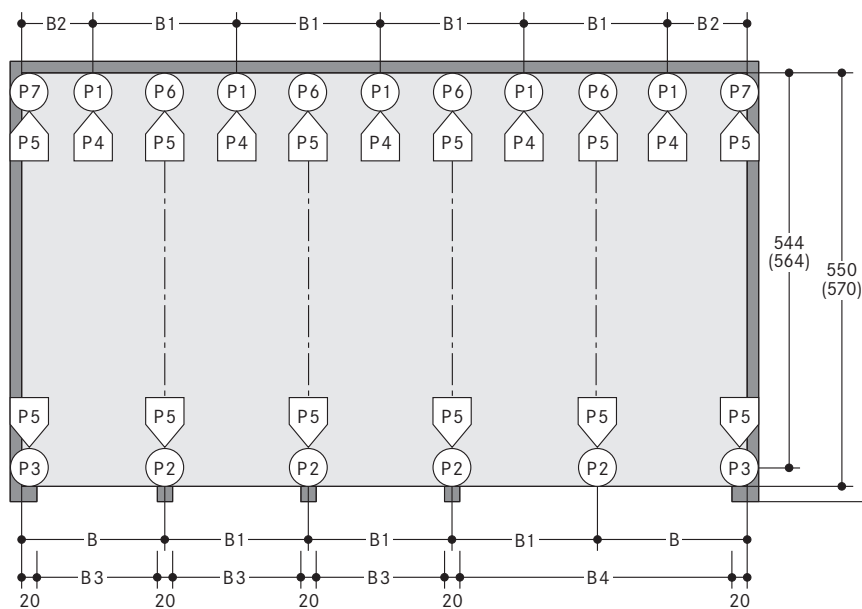 B2 B1 B1 B1 B1 B2
P7 P1 P6 P1 P6 P1 P6 P1 P6 P1 P7
P5 P4 P5 P4 P5 P4 P5 P4 P5 P4 P5
544
(564)
550
(570)
P5 P5 P5 P5 P5 P5
P3 P2 P2 P2 P2 P3
B B1 B1 B1 B
B3 B3 B3 B4
20 20 20 20 20